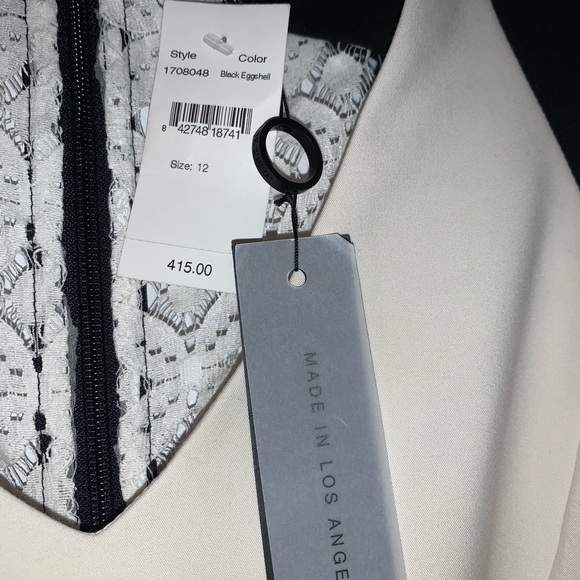 Style Color
1708048 Black Eggshell
8 42748 18741
Size: 12
415.00
MADE IN LOS ANGE